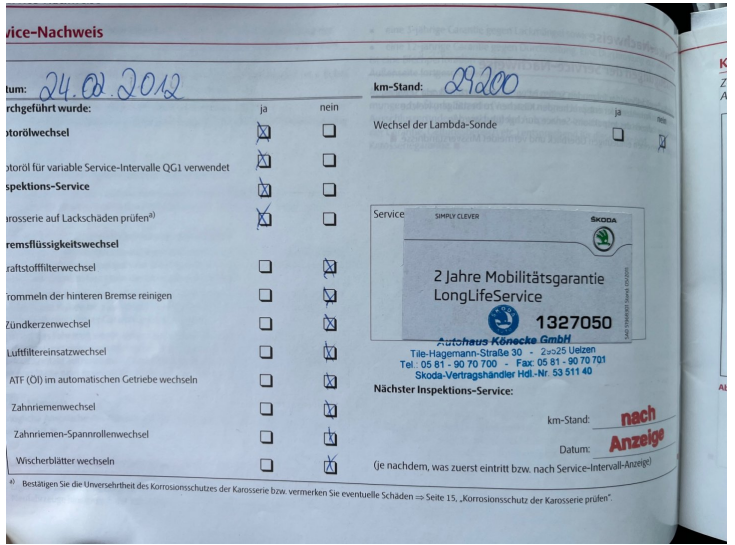 vice-Nachweis
tum: 24.02.2012
km-Stand: 29200
rchgeführt wurde: ja nein
ja nein
otorölwechsel
Wechsel der Lambda-Sonde
otoröl für variable Service-Intervalle QG1 verwendet
spektions-Service
arosserie auf Lackschäden prüfen a)
remsflüssigkeitswechsel
raftstofffilterwechsel
rommeln der hinteren Bremse reinigen
Zündkerzenwechsel
Luftfiltereinsatzwechsel
ATF (Öl) im automatischen Getriebe wechseln
Zahnriemenwechsel
Zahnriemen-Spannrollenwechsel
Wischerblätter wechseln
Service
SIMPLY CLEVER
ŠKODA
2 Jahre Mobilitätsgarantie
LongLifeService
1327050
Autohaus Könecke GmbH
Tile-Hagemann-Straße 30 - Uelzen
Tel.: 05 81 - 90 70 700 - Fax: 05 81 - 90 70 701
Skoda-Vertragshändler Hdl.-Nr. 53 511 40
Nächster Inspektions-Service:
km-Stand: nach
Datum: Anzeige
(je nachdem, was zuerst eintritt bzw. nach Service-Intervall-Anzeige)
a) Bestätigen Sie die Unversehrtheit des Korrosionsschutzes der Karosserie bzw. vermerken Sie eventuelle Schäden ⇒ Seite 15, „Korrosionsschutz der Karosserie prüfen".
K
Z
A
Ab